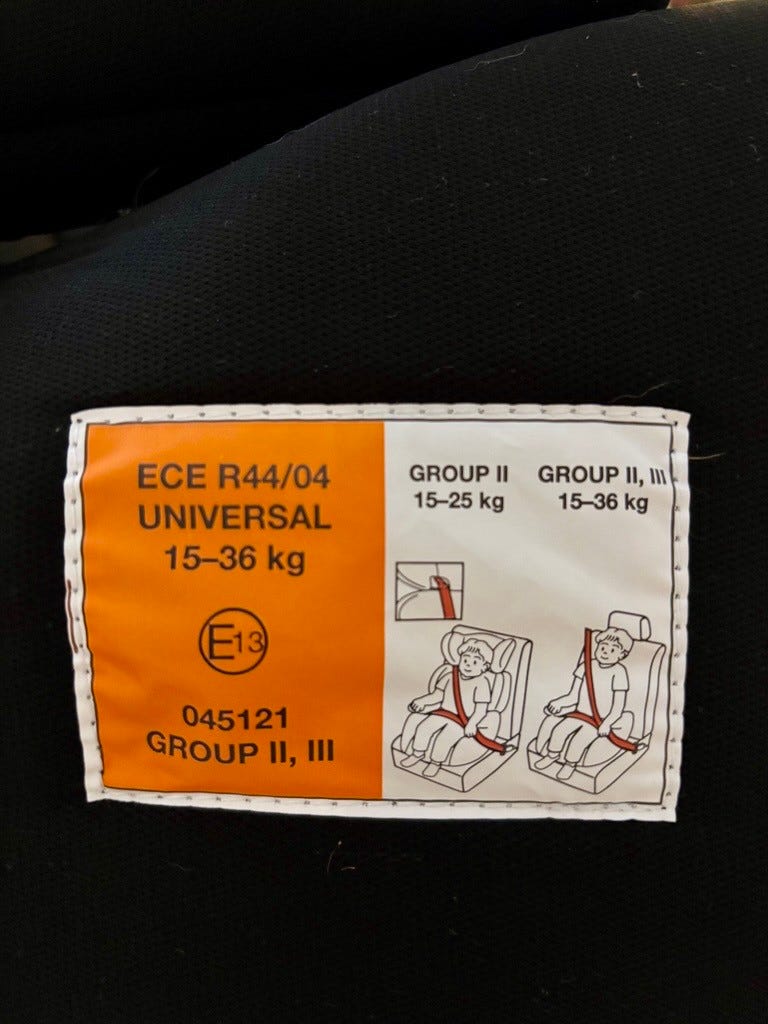 ECE R44/04
UNIVERSAL
15–36 kg
E13
045121
GROUP II, III
GROUP II
15–25 kg
GROUP II, III
15–36 kg